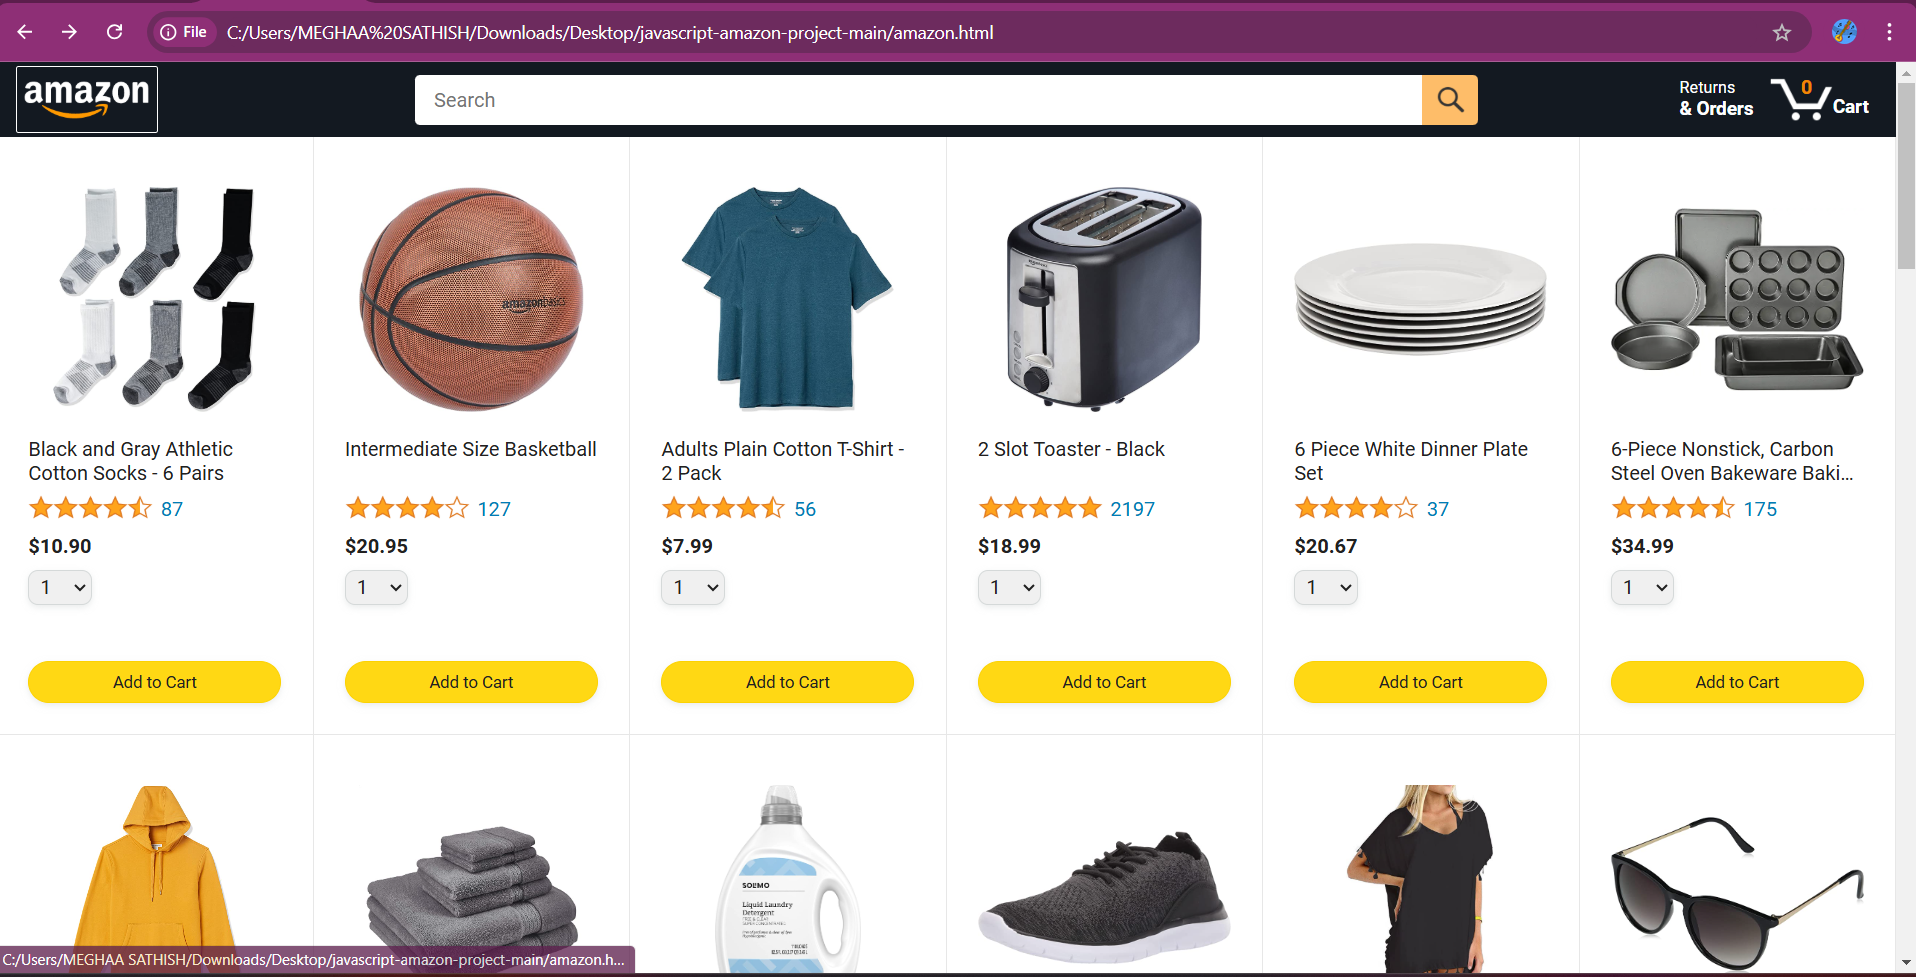 File C:/Users/MEGHAA%20SATHISH/Downloads/Desktop/javascript-amazon-project-main/amazon.html
amazon
Search
Returns
& Orders
0
Cart
amazonbasics
Black and Gray Athletic
Cotton Socks - 6 Pairs
87
$10.90
1
Add to Cart
Intermediate Size Basketball
127
$20.95
1
Add to Cart
Adults Plain Cotton T-Shirt -
2 Pack
56
$7.99
1
Add to Cart
2 Slot Toaster - Black
2197
$18.99
1
Add to Cart
6 Piece White Dinner Plate
Set
37
$20.67
1
Add to Cart
6-Piece Nonstick, Carbon
Steel Oven Bakeware Baki...
175
$34.99
1
Add to Cart
SOLIMO
Liquid Laundry
Detergent
C:/Users/MEGHAA SATHISH/Downloads/Desktop/javascript-amazon-project-main/amazon.h...